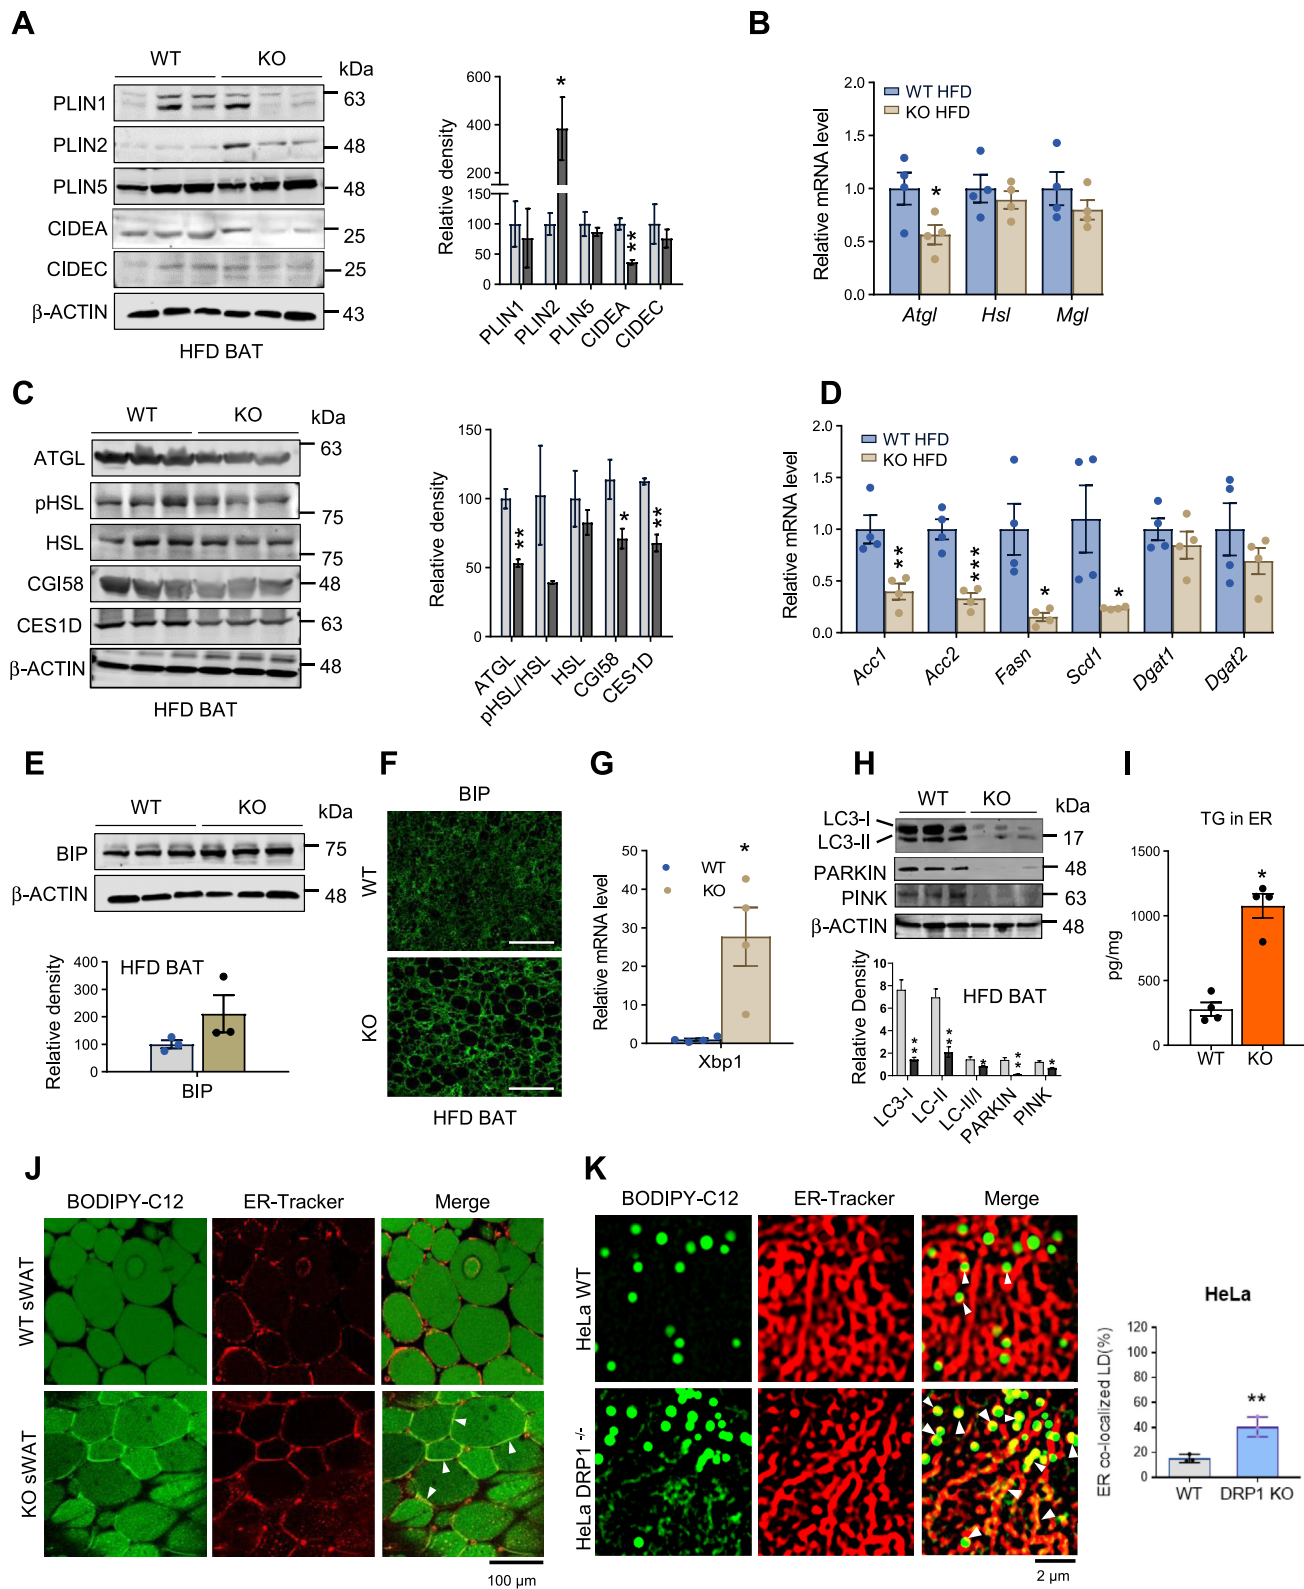 A
WT KO
kDa
PLIN1
63
PLIN2
48
PLIN5
48
CIDEA
25
CIDEC
25
β-ACTIN
43
HFD BAT
Relative density
600
400
200
150
100
50
0
*
**
PLIN1 PLIN2 PLIN5 CIDEA CIDEC
B
Relative mRNA level
2.0
1.5
1.0
0.5
0.0
WT HFD
KO HFD
*
Atgl Hsl Mgl
C
WT KO
kDa
ATGL
63
pHSL
75
HSL
75
CGI58
48
CES1D
63
β-ACTIN
48
HFD BAT
Relative density
150
100
50
0
**
*
**
ATGL pHSL/HSL HSL CGI58 CES1D
D
Relative mRNA level
2.0
1.5
1.0
0.5
0.0
WT HFD
KO HFD
**
***
*
*
Acc1 Acc2 Fasn Scd1 Dgat1 Dgat2
E
WT KO
kDa
BIP
75
β-ACTIN
48
Relative density
400
300
200
100
0
HFD BAT
BIP
F
BIP
WT
KO
HFD BAT
G
Relative mRNA level
50
40
30
20
10
0
WT
KO
*
Xbp1
H
WT KO
kDa
LC3-I
LC3-II
17
PARKIN
48
PINK
63
β-ACTIN
48
Relative Density
10
8
6
4
2
0
HFD BAT
**
**
*
**
*
LC3-I LC-II LC-II/I PARKIN PINK
I
TG in ER
pg/mg
1500
1000
500
0
*
WT KO
J
BODIPY-C12 ER-Tracker Merge
WT sWAT
KO sWAT
100 µm
K
BODIPY-C12 ER-Tracker Merge
HeLa WT
HeLa DRP1 -/-
2 µm
HeLa
ER co-localized LD(%)
120
100
80
60
40
20
0
**
WT DRP1 KO